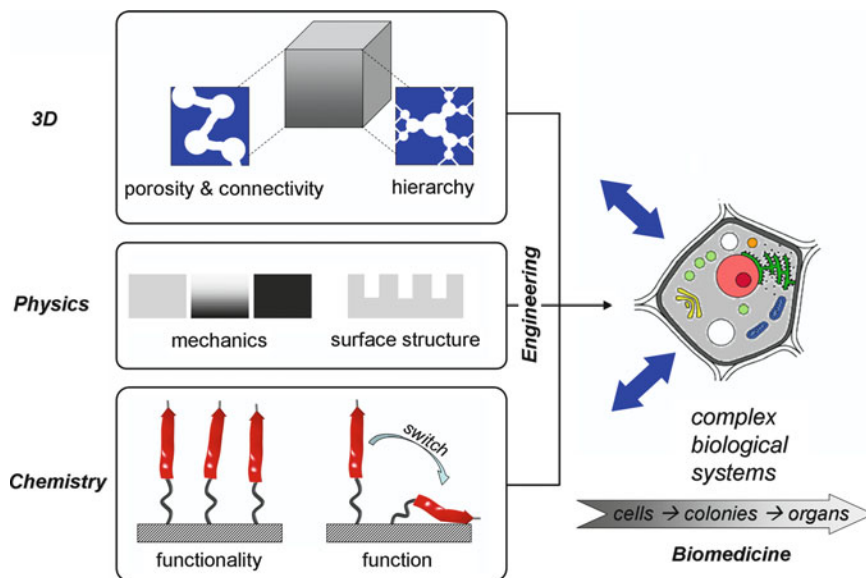 3D
porosity & connectivity
hierarchy
Physics
mechanics
surface structure
Chemistry
switch
functionality
function
Engineering
complex
biological
systems
cells → colonies → organs
Biomedicine